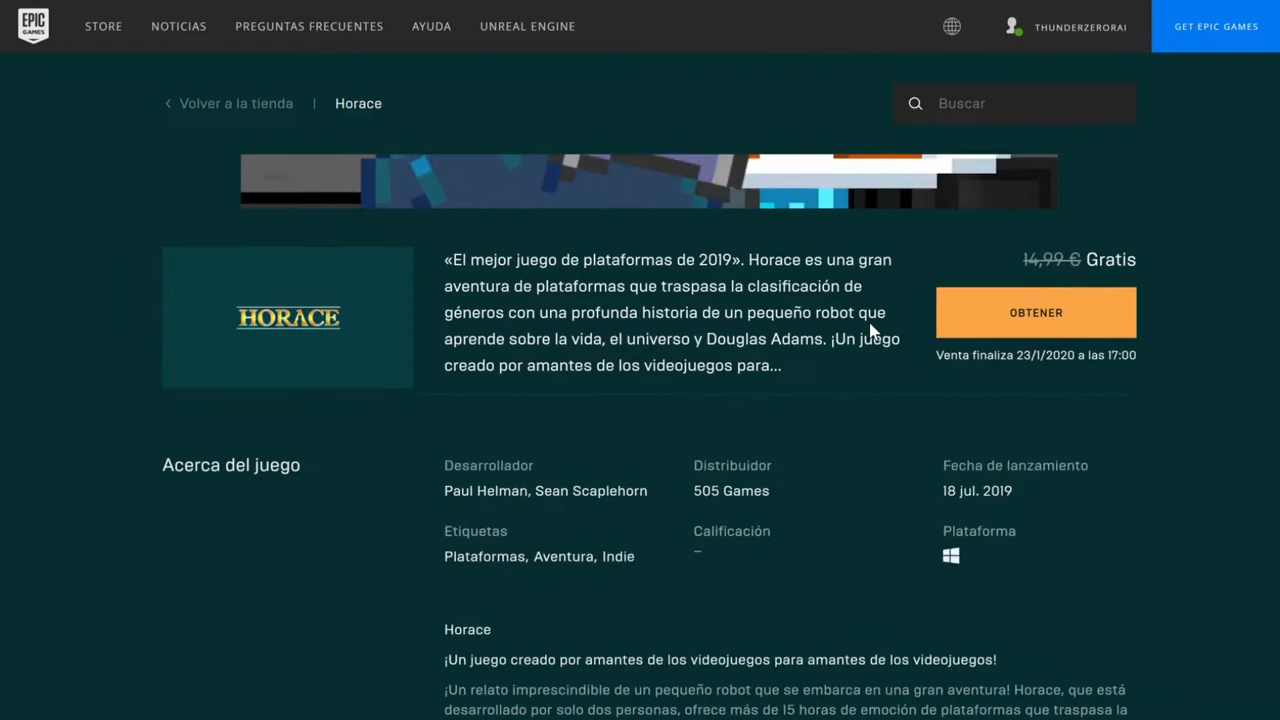 EPIC
GAMES
STORE
NOTICIAS
PREGUNTAS FRECUENTES
AYUDA
UNREAL ENGINE
THUNDERZERORAI
GET EPIC GAMES
Volver a la tienda | Horace
Buscar
HORACE
«El mejor juego de plataformas de 2019». Horace es una gran
aventura de plataformas que traspasa la clasificación de
géneros con una profunda historia de un pequeño robot que
aprende sobre la vida, el universo y Douglas Adams. ¡Un juego
creado por amantes de los videojuegos para...
14,99 € Gratis
OBTENER
Venta finaliza 23/1/2020 a las 17:00
Acerca del juego
Desarrollador
Paul Helman, Sean Scaplehorn
Distribuidor
505 Games
Fecha de lanzamiento
18 jul. 2019
Etiquetas
Plataformas, Aventura, Indie
Calificación
–
Plataforma
Horace
¡Un juego creado por amantes de los videojuegos para amantes de los videojuegos!
¡Un relato imprescindible de un pequeño robot que se embarca en una gran aventura! Horace, que está
desarrollado por solo dos personas, ofrece más de 15 horas de emoción de plataformas que traspasa la